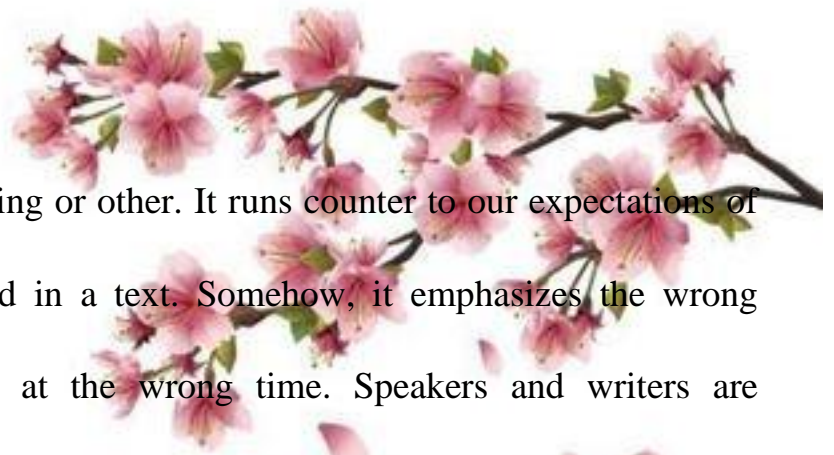 ing or other. It runs counter to our expectations of
d in a text. Somehow, it emphasizes the wrong
at the wrong time. Speakers and writers are